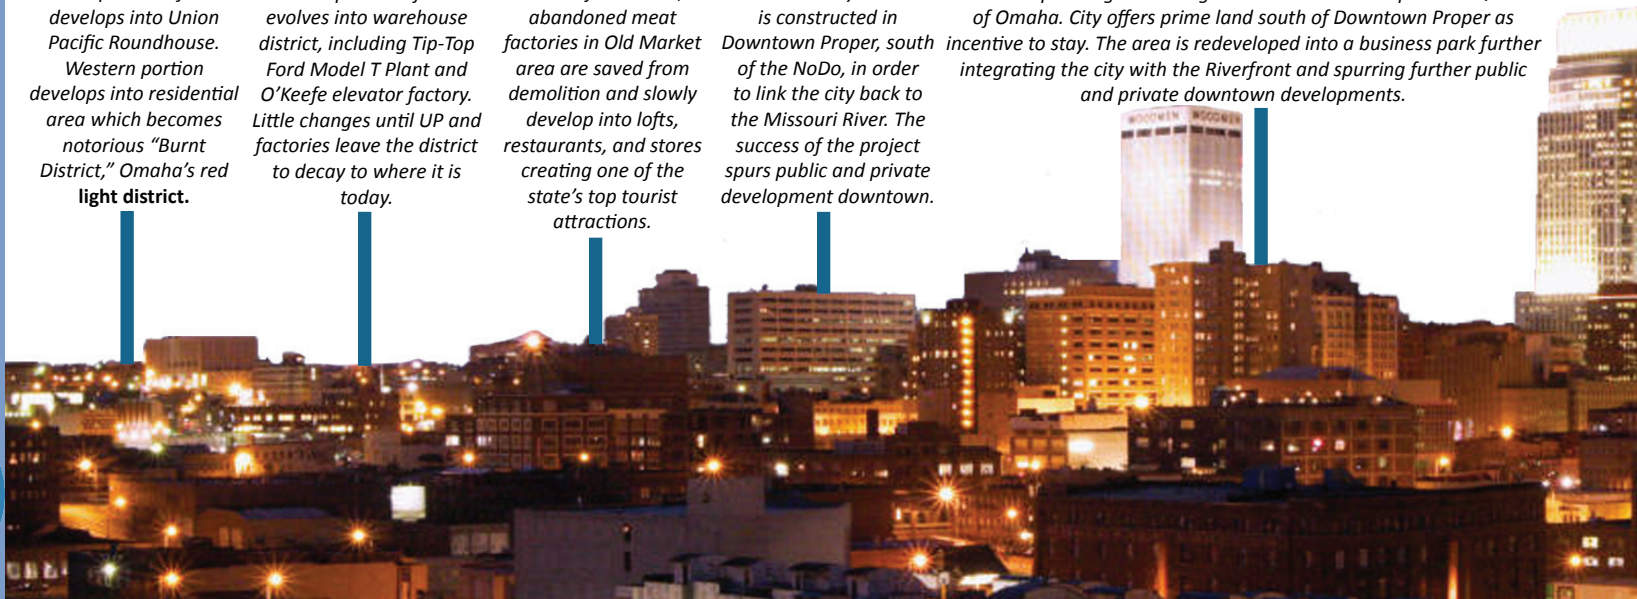 develops into Union
Pacific Roundhouse.
Western portion
develops into residential
area which becomes
notorious “Burnt
District,” Omaha’s red
light district.
evolves into warehouse
district, including Tip-Top
Ford Model T Plant and
O’Keefe elevator factory.
Little changes until UP and
factories leave the district
to decay to where it is
today.
abandoned meat
factories in Old Market
area are saved from
demolition and slowly
develop into lofts,
restaurants, and stores
creating one of the
state’s top tourist
attractions.
is constructed in
Downtown Proper, south
of the NoDo, in order
to link the city back to
the Missouri River. The
success of the project
spurs public and private
development downtown.
of Omaha. City offers prime land south of Downtown Proper as
incentive to stay. The area is redeveloped into a business park further
integrating the city with the Riverfront and spurring further public
and private downtown developments.
WOODMEN WOODMEN